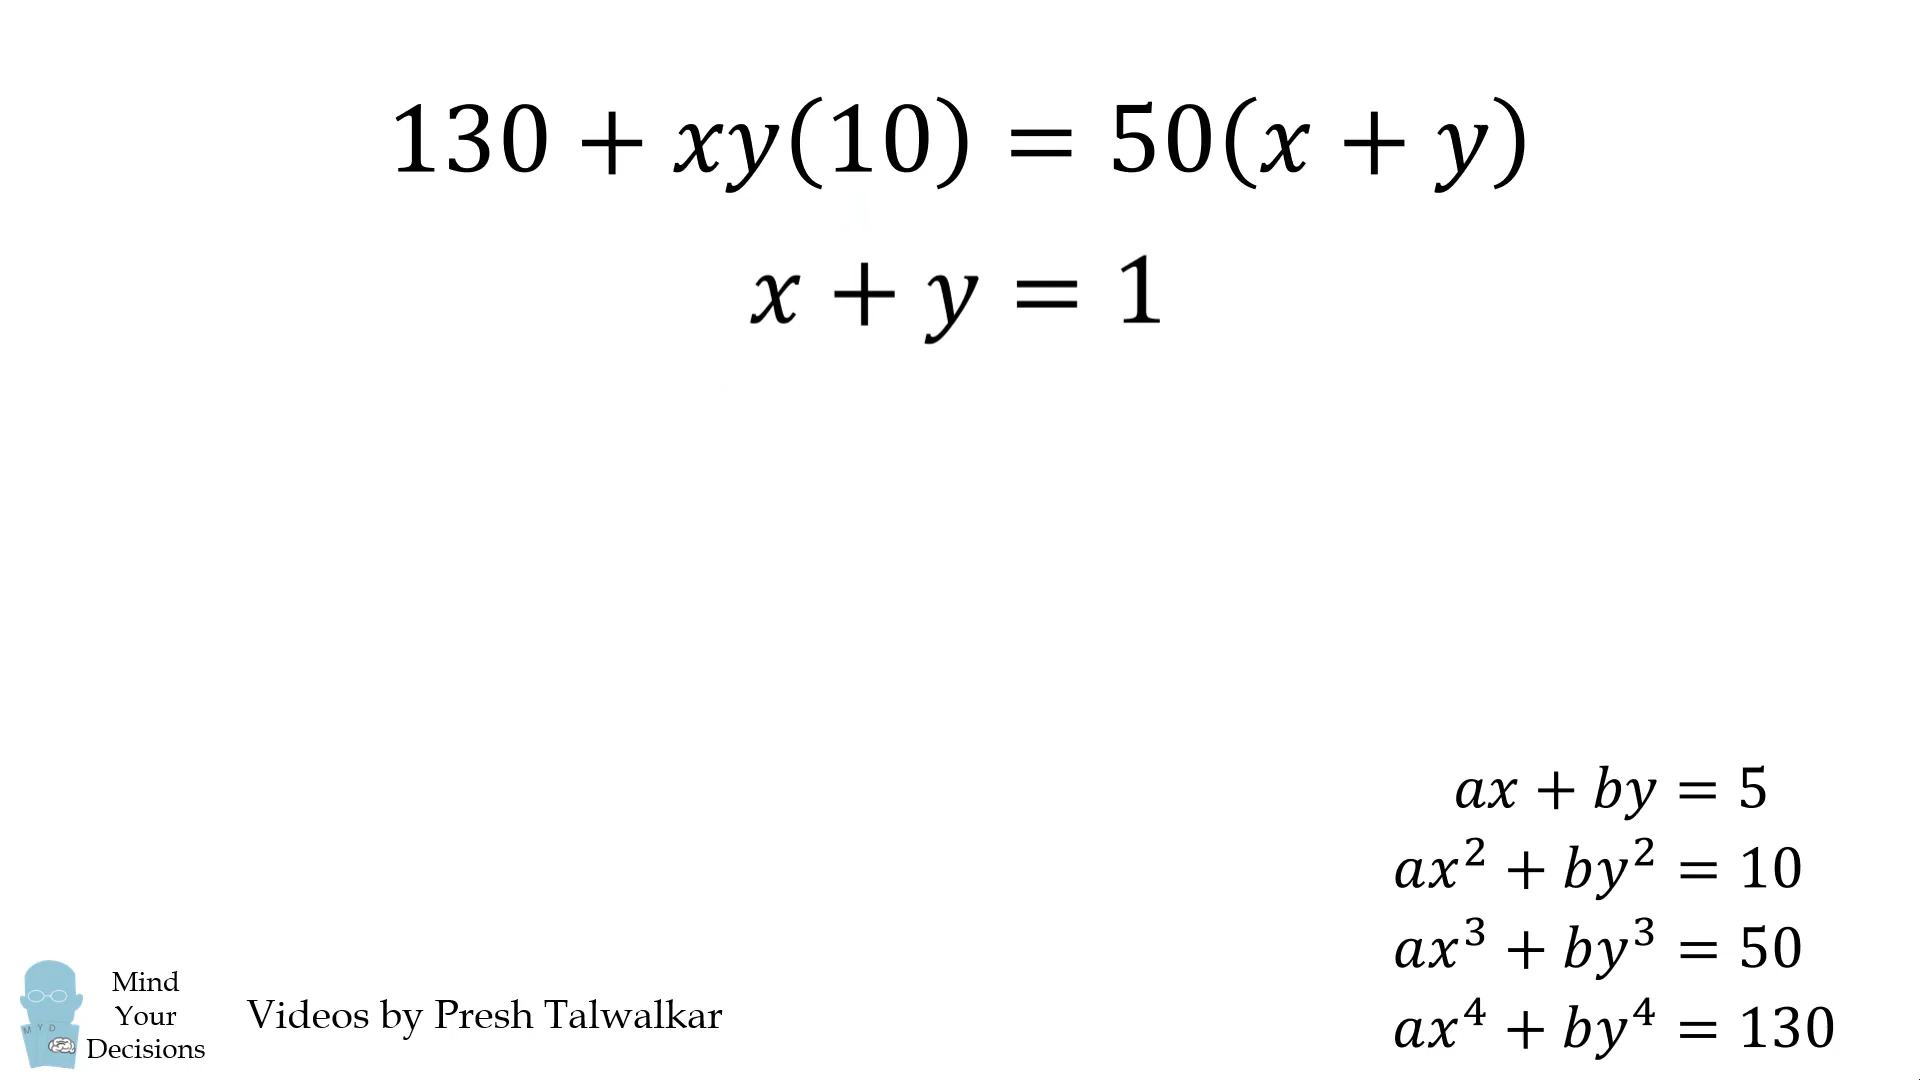 130 + xy(10) = 50(x + y)
x + y = 1
ax + by = 5
ax² + by² = 10
ax³ + by³ = 50
ax⁴ + by⁴ = 130
M Y D
Mind
Your
Decisions
Videos by Presh Talwalkar